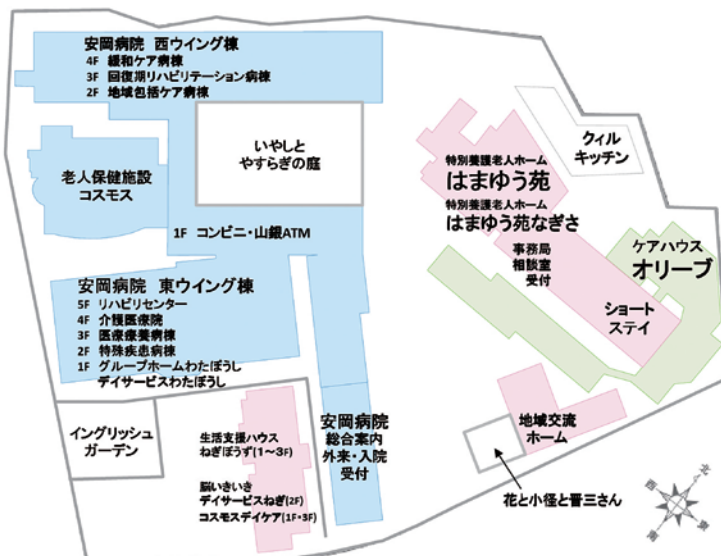 安岡病院 西ウイング棟
4F 緩和ケア病棟
3F 回復期リハビリテーション病棟
2F 地域包括ケア病棟
いやしと
やすらぎの庭
老人保健施設
コスモス
1F コンビニ・山銀ATM
安岡病院 東ウイング棟
5F リハビリセンター
4F 介護医療院
3F 医療療養病棟
2F 特殊疾患病棟
1F グループホームわたぼうし
デイサービスわたぼうし
イングリッシュ
ガーデン
生活支援ハウス
ねぎぼうず(1〜3F)
脳いきいき
デイサービスねぎ(2F)
コスモスデイケア(1F・3F)
安岡病院
総合案内
外来・入院
受付
特別養護老人ホーム
はまゆう苑
特別養護老人ホーム
はまゆう苑なぎさ
事務局
相談室
受付
クィル
キッチン
ケアハウス
オリーブ
ショート
ステイ
地域交流
ホーム
花と小径と晋三さん
北
西
東
南